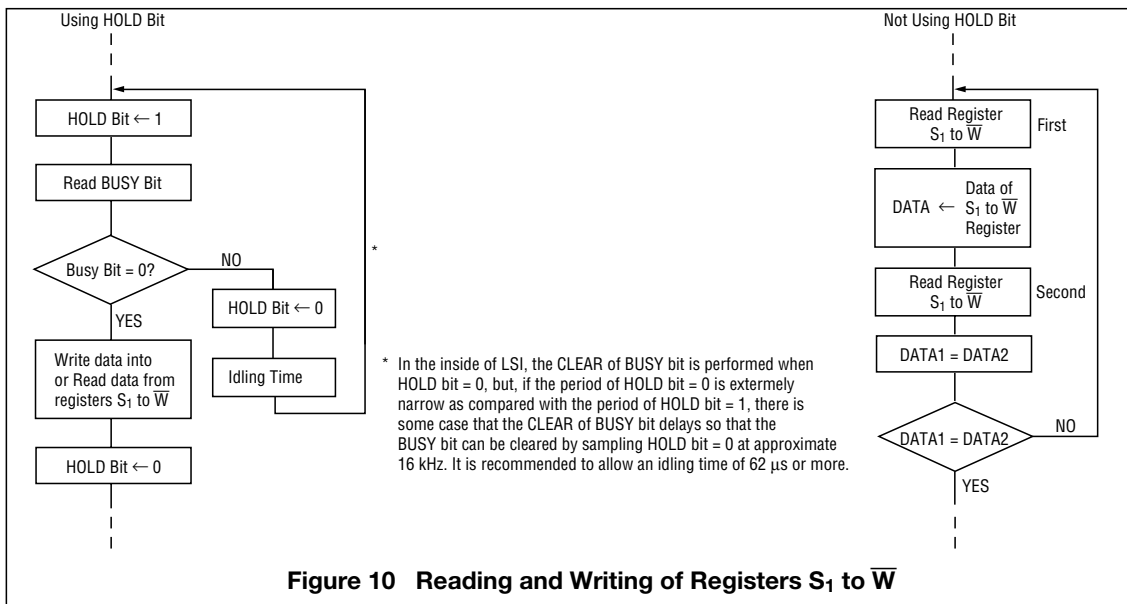 Using HOLD Bit
HOLD Bit ← 1
Read BUSY Bit
Busy Bit = 0?
NO
YES
HOLD Bit ← 0
Idling Time
*
Write data into
or Read data from
registers S₁ to W̅
HOLD Bit ← 0
* In the inside of LSI, the CLEAR of BUSY bit is performed when
HOLD bit = 0, but, if the period of HOLD bit = 0 is extermely
narrow as compared with the period of HOLD bit = 1, there is
some case that the CLEAR of BUSY bit delays so that the
BUSY bit can be cleared by sampling HOLD bit = 0 at approximate
16 kHz. It is recommended to allow an idling time of 62 µs or more.
Not Using HOLD Bit
Read Register
S₁ to W̅
First
DATA ← Data of
S₁ to W̅
Register
Read Register
S₁ to W̅
Second
DATA1 = DATA2
DATA1 = DATA2
NO
YES
Figure 10 Reading and Writing of Registers S₁ to W̅